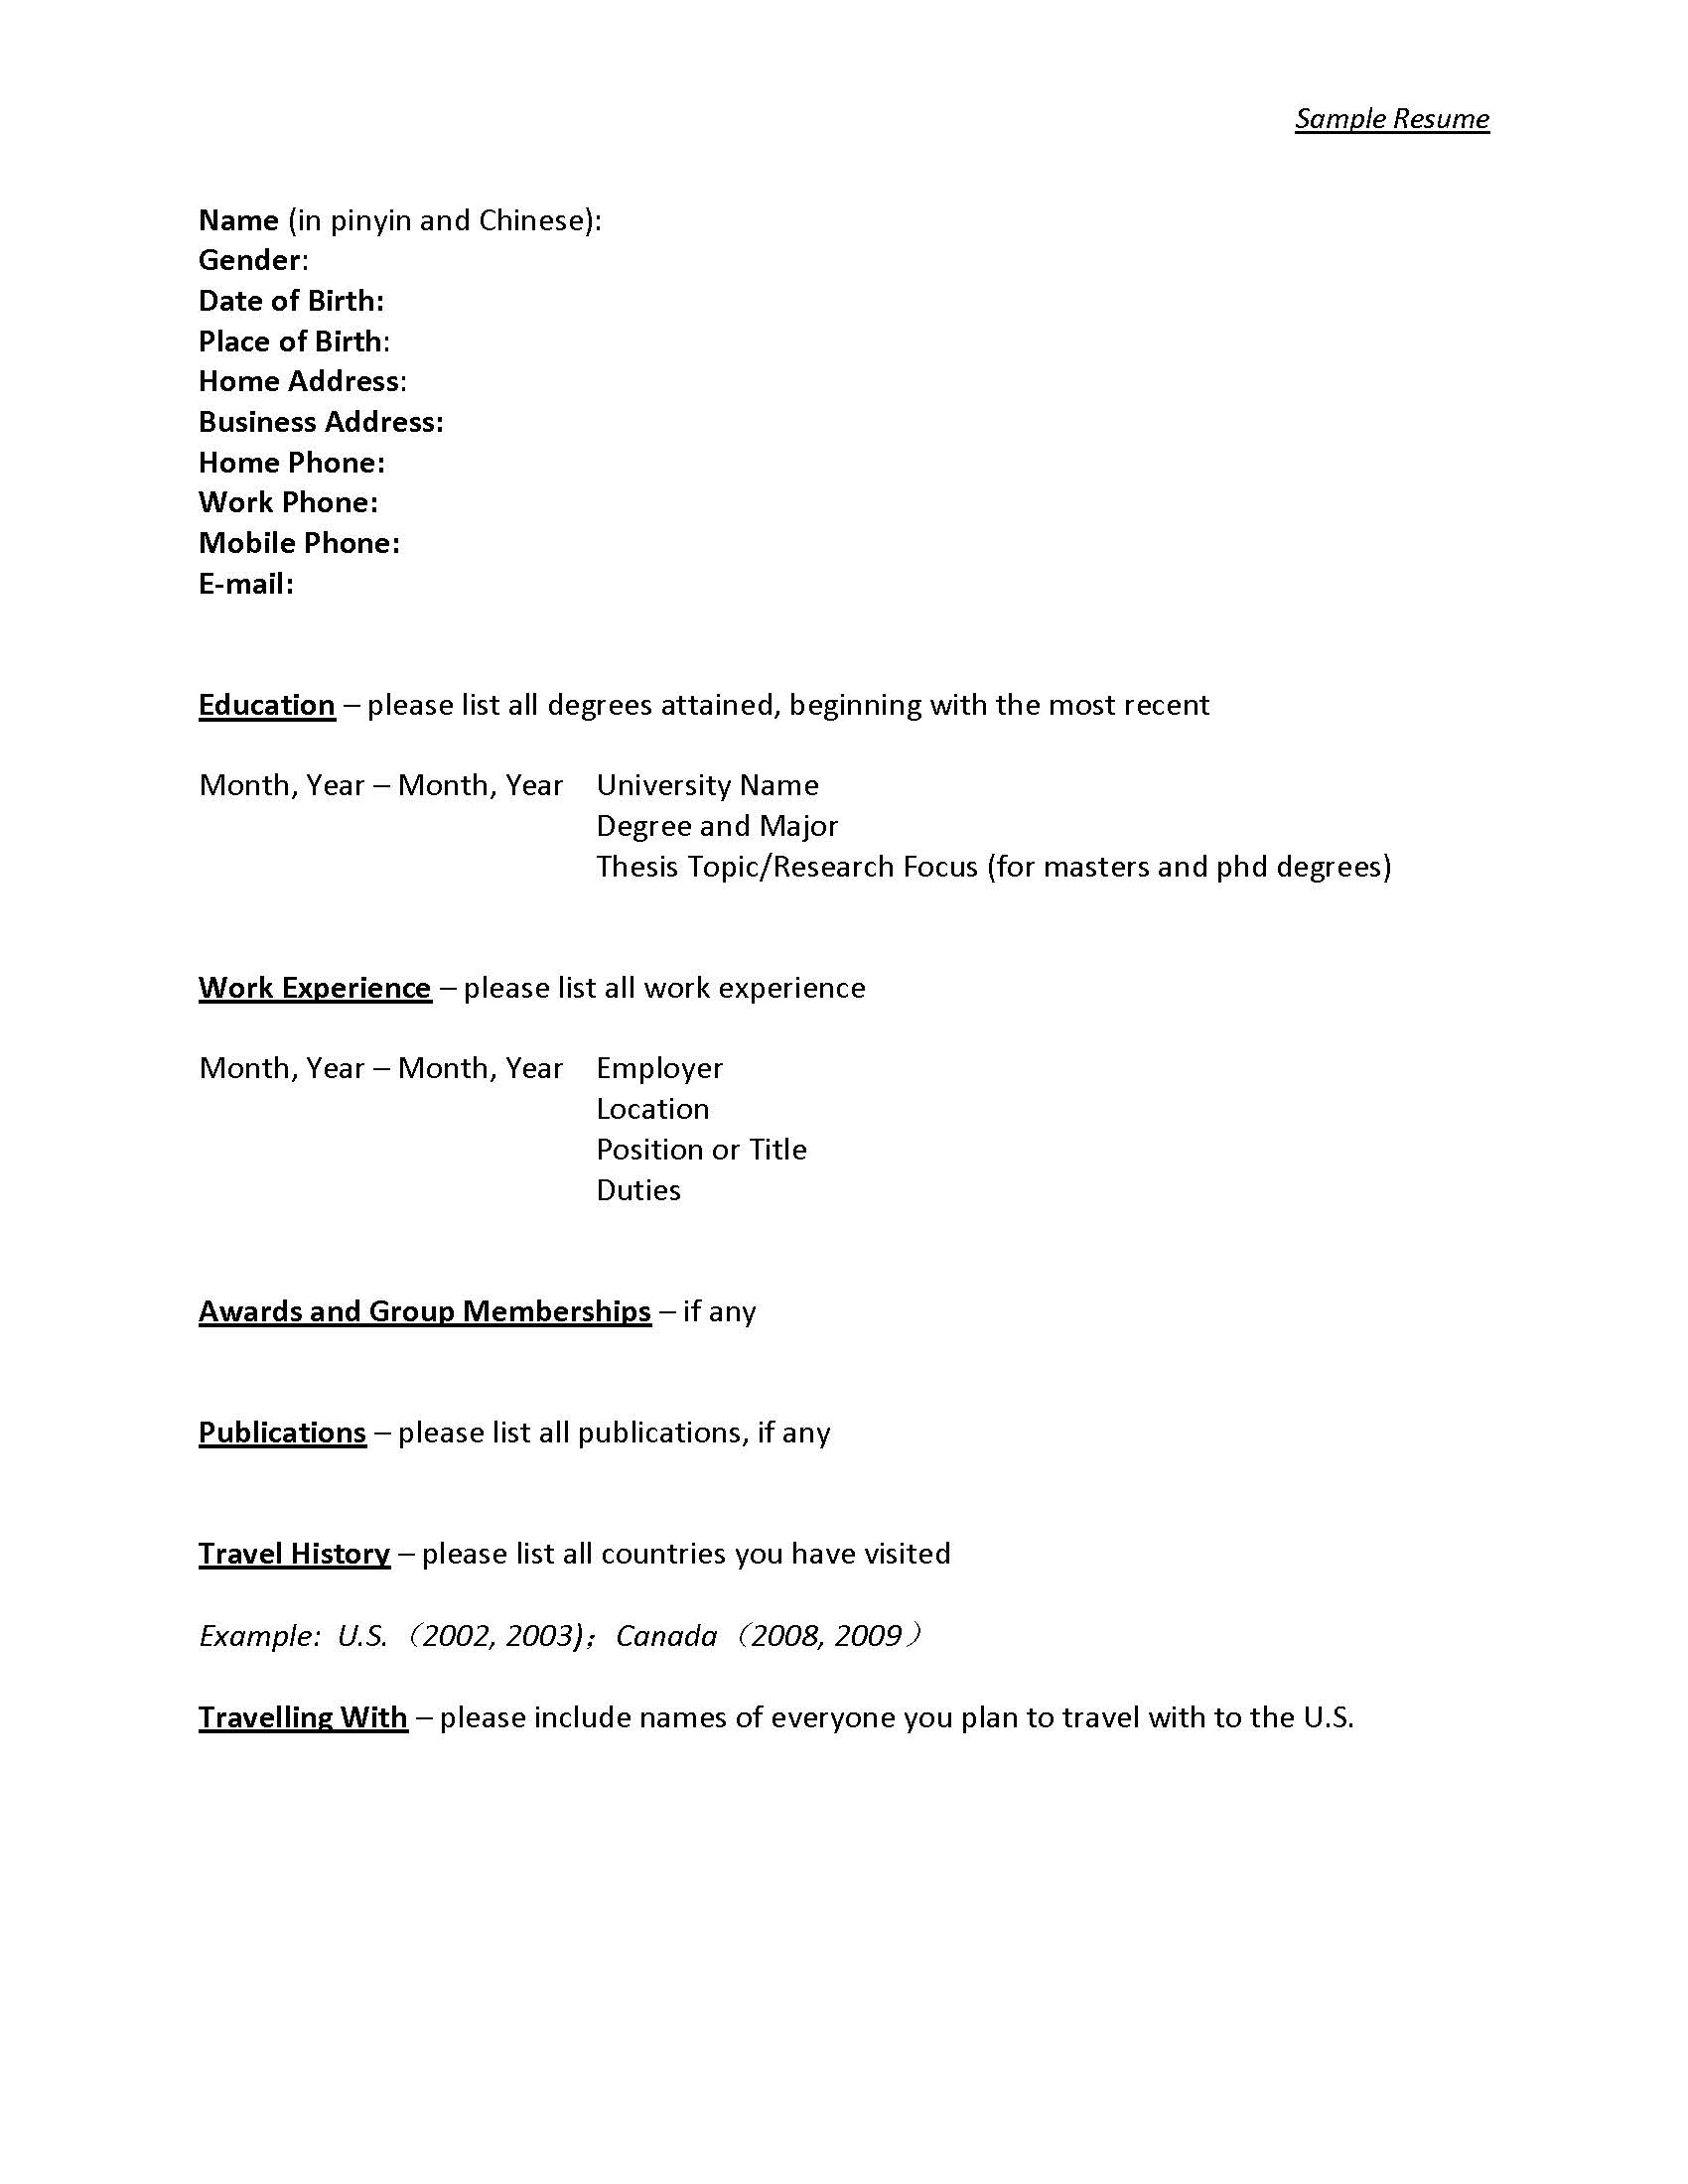 Sample Resume
Name (in pinyin and Chinese):
Gender:
Date of Birth:
Place of Birth:
Home Address:
Business Address:
Home Phone:
Work Phone:
Mobile Phone:
E-mail:
Education – please list all degrees attained, beginning with the most recent
Month, Year – Month, Year University Name
Degree and Major
Thesis Topic/Research Focus (for masters and phd degrees)
Work Experience – please list all work experience
Month, Year – Month, Year Employer
Location
Position or Title
Duties
Awards and Group Memberships – if any
Publications – please list all publications, if any
Travel History – please list all countries you have visited
Example: U.S.（2002, 2003)；Canada（2008, 2009）
Travelling With – please include names of everyone you plan to travel with to the U.S.